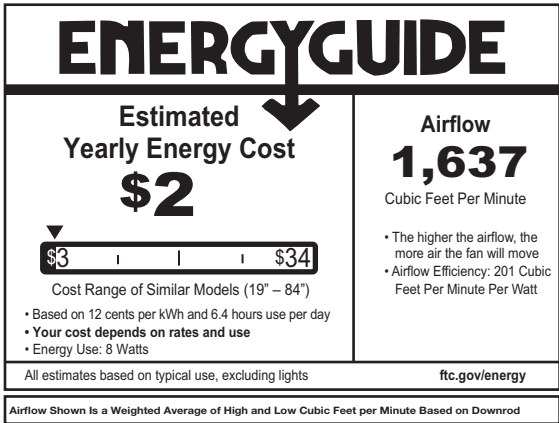 ENERGYGUIDE
Estimated
Yearly Energy Cost
$2
$3 $34
Cost Range of Similar Models (19” – 84”)
• Based on 12 cents per kWh and 6.4 hours use per day
• Your cost depends on rates and use
• Energy Use: 8 Watts
Airflow
1,637
Cubic Feet Per Minute
• The higher the airflow, the
more air the fan will move
• Airflow Efficiency: 201 Cubic
Feet Per Minute Per Watt
All estimates based on typical use, excluding lights
ftc.gov/energy
Airflow Shown Is a Weighted Average of High and Low Cubic Feet per Minute Based on Downrod